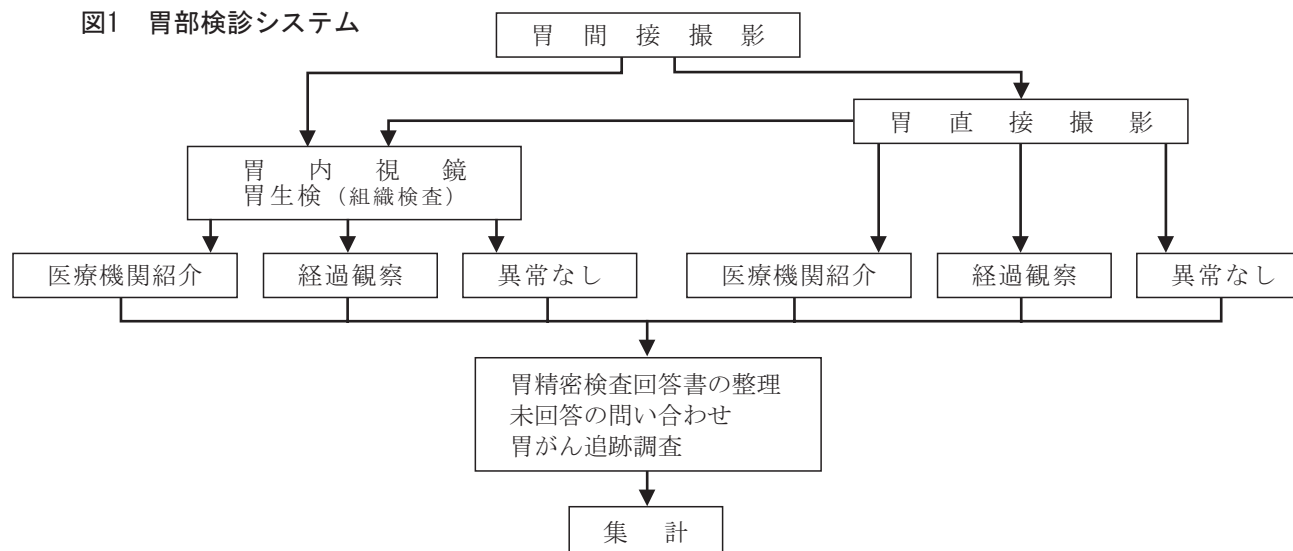 図1 胃部検診システム
胃間接撮影
胃直接撮影
胃内視鏡
胃生検（組織検査）
医療機関紹介
経過観察
異常なし
医療機関紹介
経過観察
異常なし
胃精密検査回答書の整理
未回答の問い合わせ
胃がん追跡調査
集計